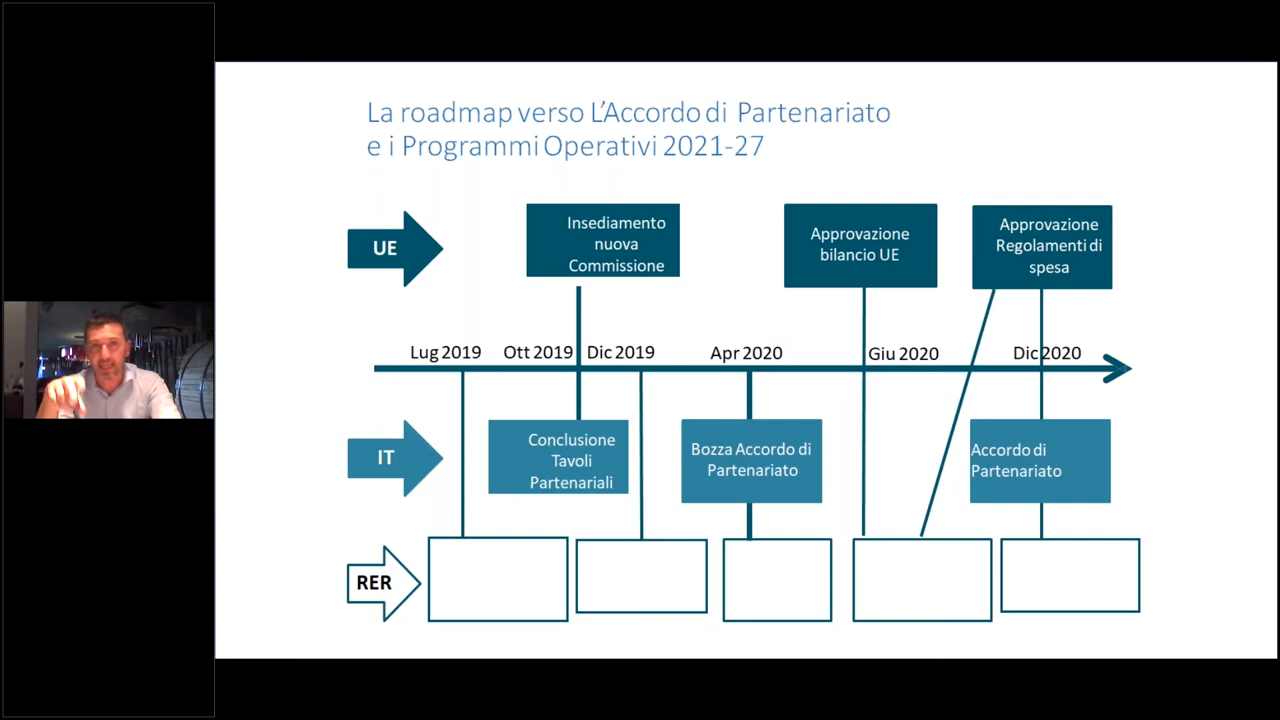 La roadmap verso L'Accordo di Partenariato
e i Programmi Operativi 2021-27
UE
Insediamento
nuova
Commissione
Approvazione
bilancio UE
Approvazione
Regolamenti di
spesa
Lug 2019
Ott 2019
Dic 2019
Apr 2020
Giu 2020
Dic 2020
IT
Conclusione
Tavoli
Partenariali
Bozza Accordo di
Partenariato
Accordo di
Partenariato
RER